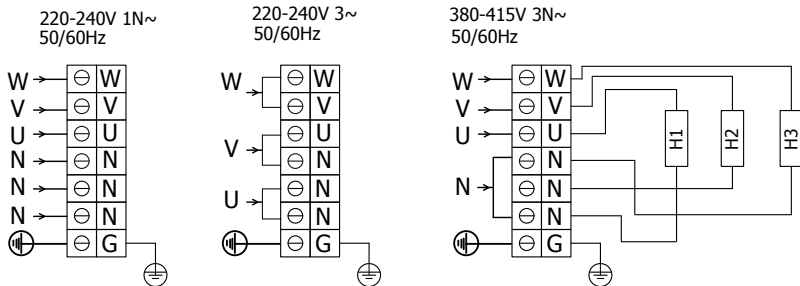 220-240V 1N~
50/60Hz
W W
V V
U U
N N
N N
N N
G
220-240V 3~
50/60Hz
W W
V
V U
N
U N
N
G
380-415V 3N~
50/60Hz
W W
V V
U U
N N
N
N
G
H1
H2
H3